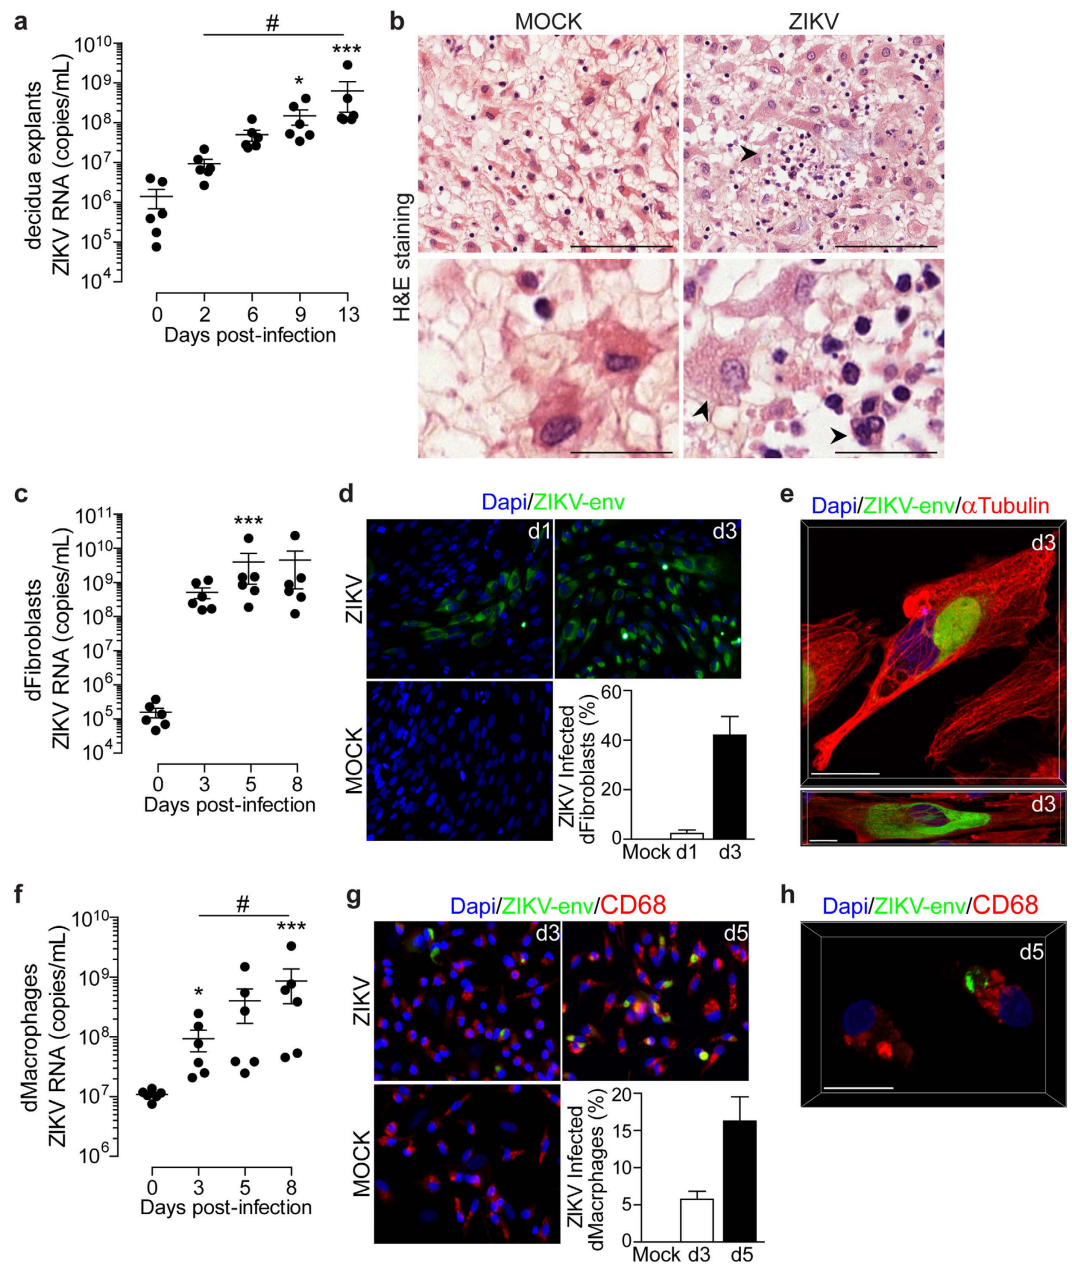 a
#
***
*
decidua explants
ZIKV RNA (copies/mL)
10^10
10^9
10^8
10^7
10^6
10^5
10^4
0 2 6 9 13
Days post-infection
b
MOCK ZIKV
H&E staining
c
***
dFibroblasts
ZIKV RNA (copies/mL)
10^11
10^10
10^9
10^8
10^7
10^6
10^5
10^4
0 3 5 8
Days post-infection
d
Dapi/ZIKV-env
d1 d3
ZIKV
MOCK
ZIKV Infected
dFibroblasts (%)
60
40
20
0
Mock d1 d3
e
Dapi/ZIKV-env/αTubulin
d3
d3
f
#
***
*
dMacrophages
ZIKV RNA (copies/mL)
10^10
10^9
10^8
10^7
10^6
0 3 5 8
Days post-infection
g
Dapi/ZIKV-env/CD68
d3 d5
ZIKV
MOCK
ZIKV Infected
dMacrphages (%)
20
15
10
5
0
Mock d3 d5
h
Dapi/ZIKV-env/CD68
d5